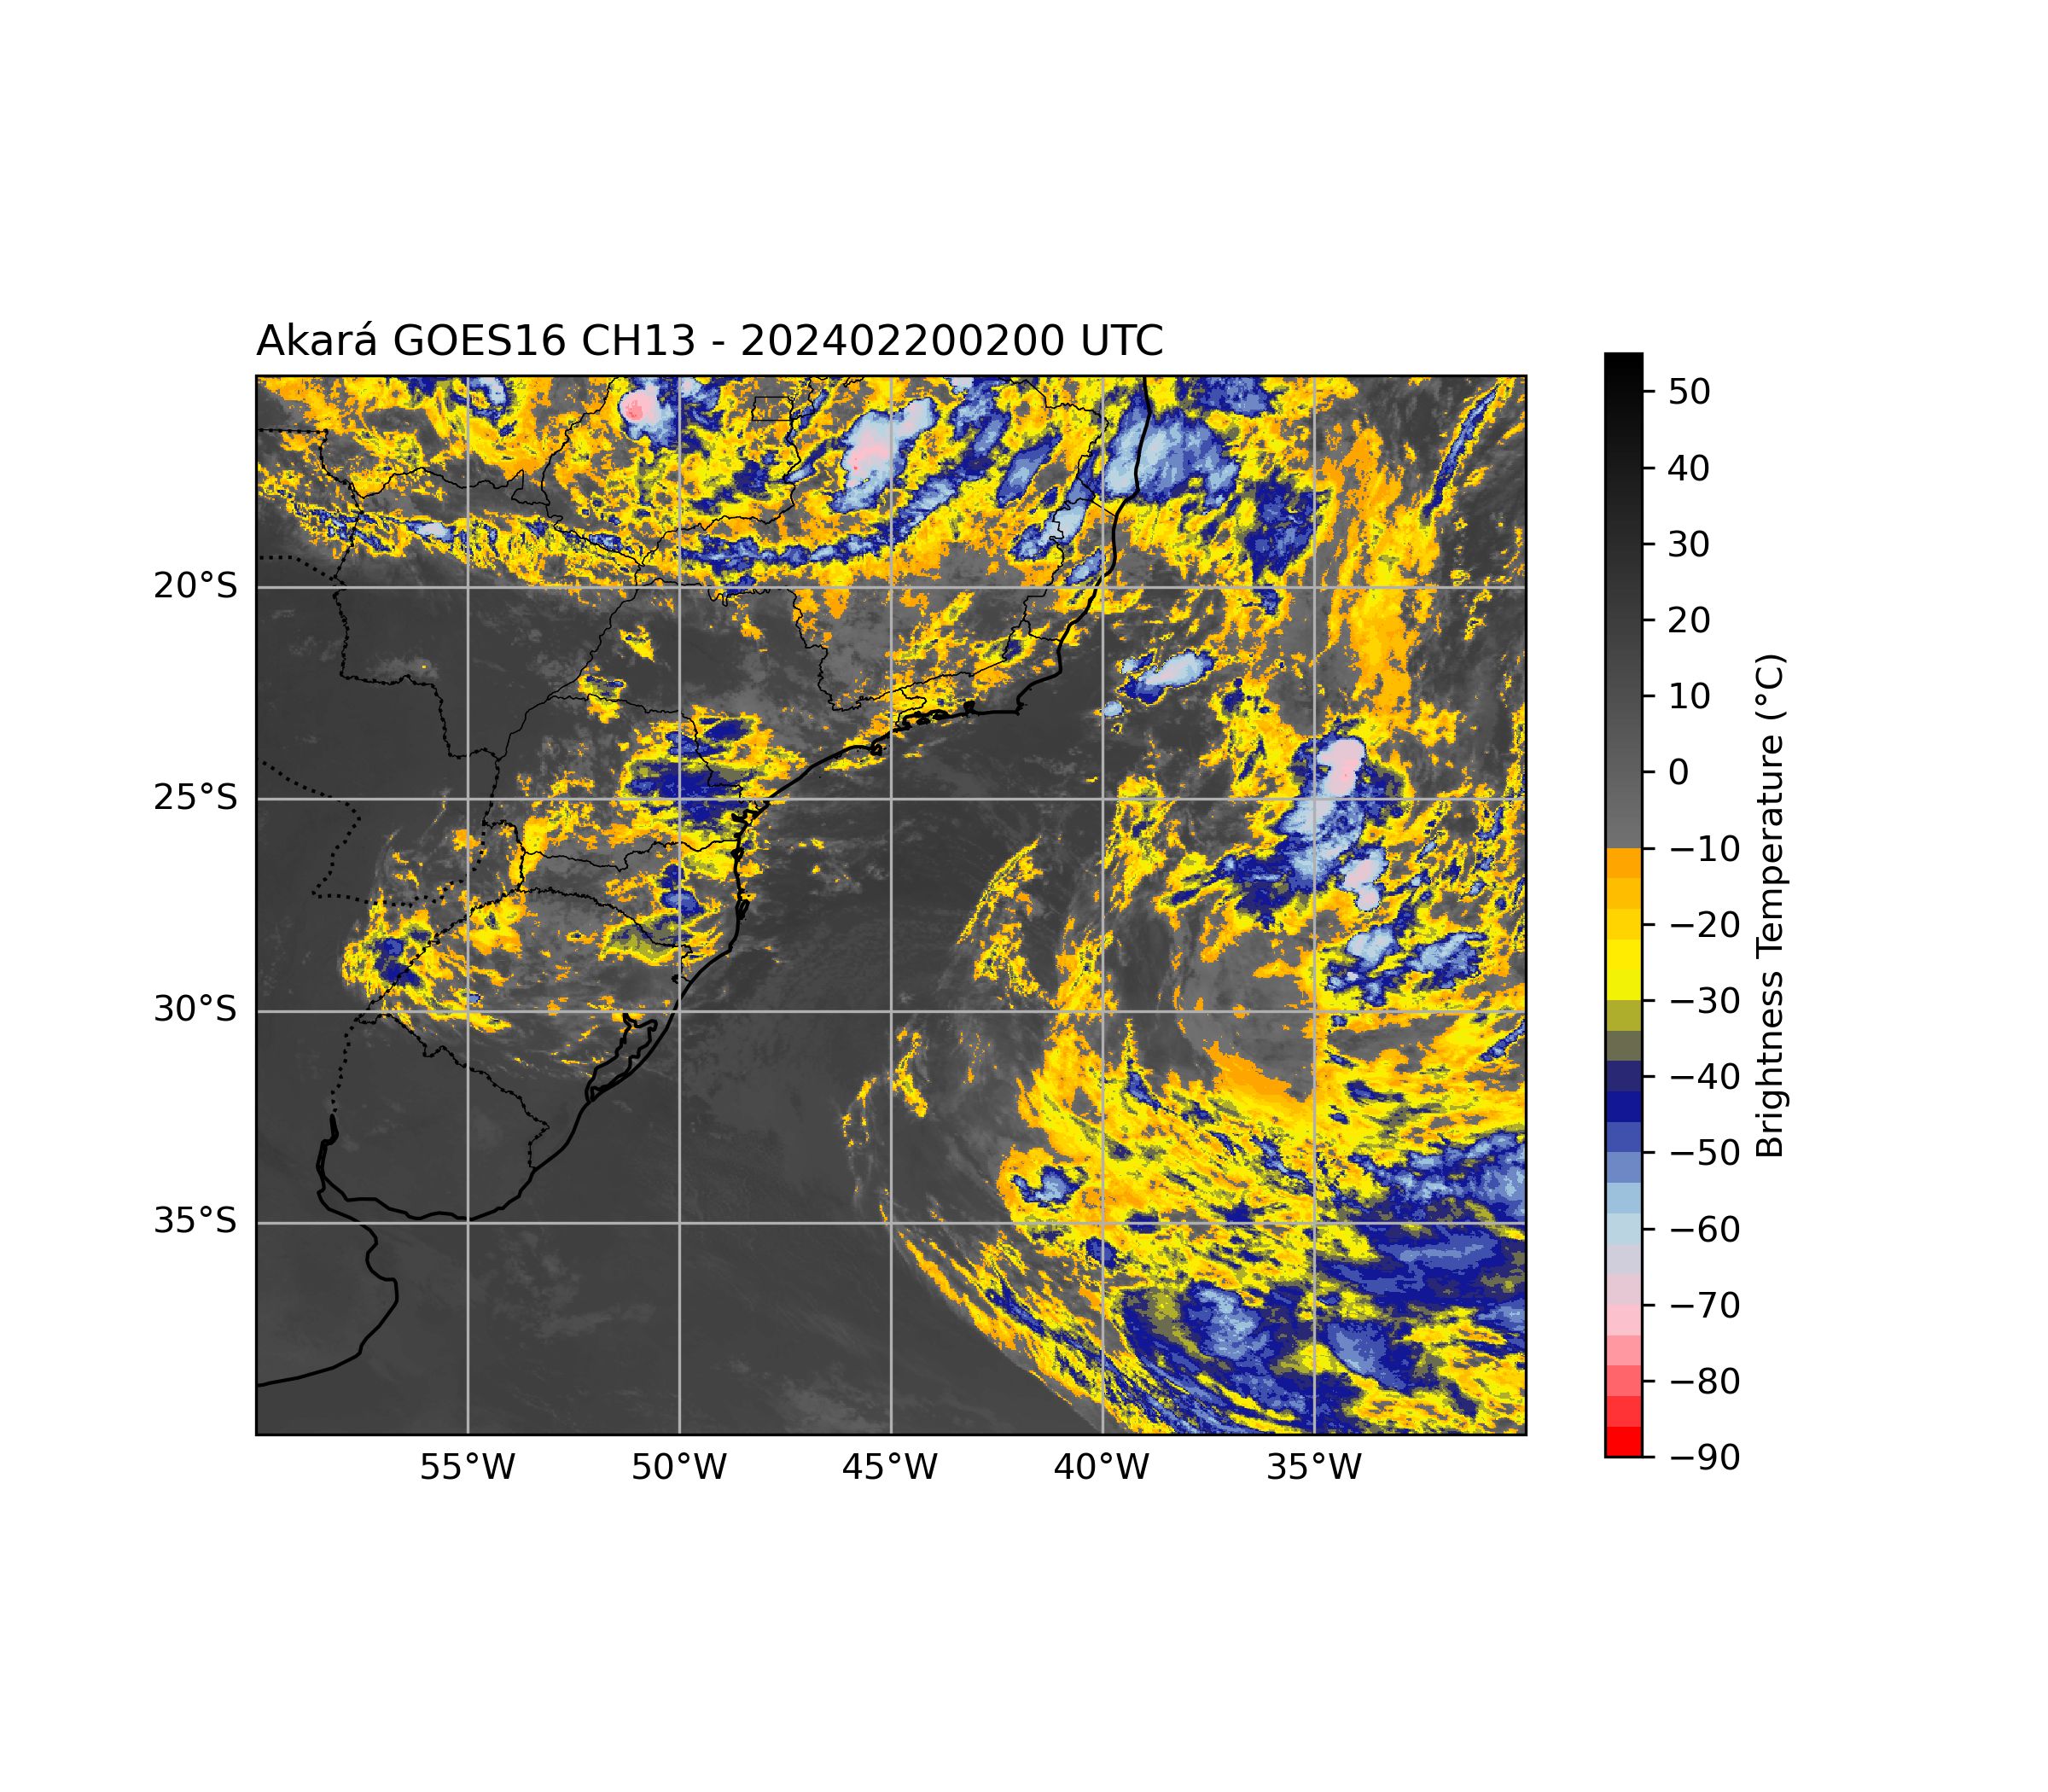 Akará GOES16 CH13 - 202402200200 UTC
20°S
25°S
30°S
35°S
55°W 50°W 45°W 40°W 35°W
50
40
30
20
10
0
−10
−20
−30
−40
−50
−60
−70
−80
−90
Brightness Temperature (°C)